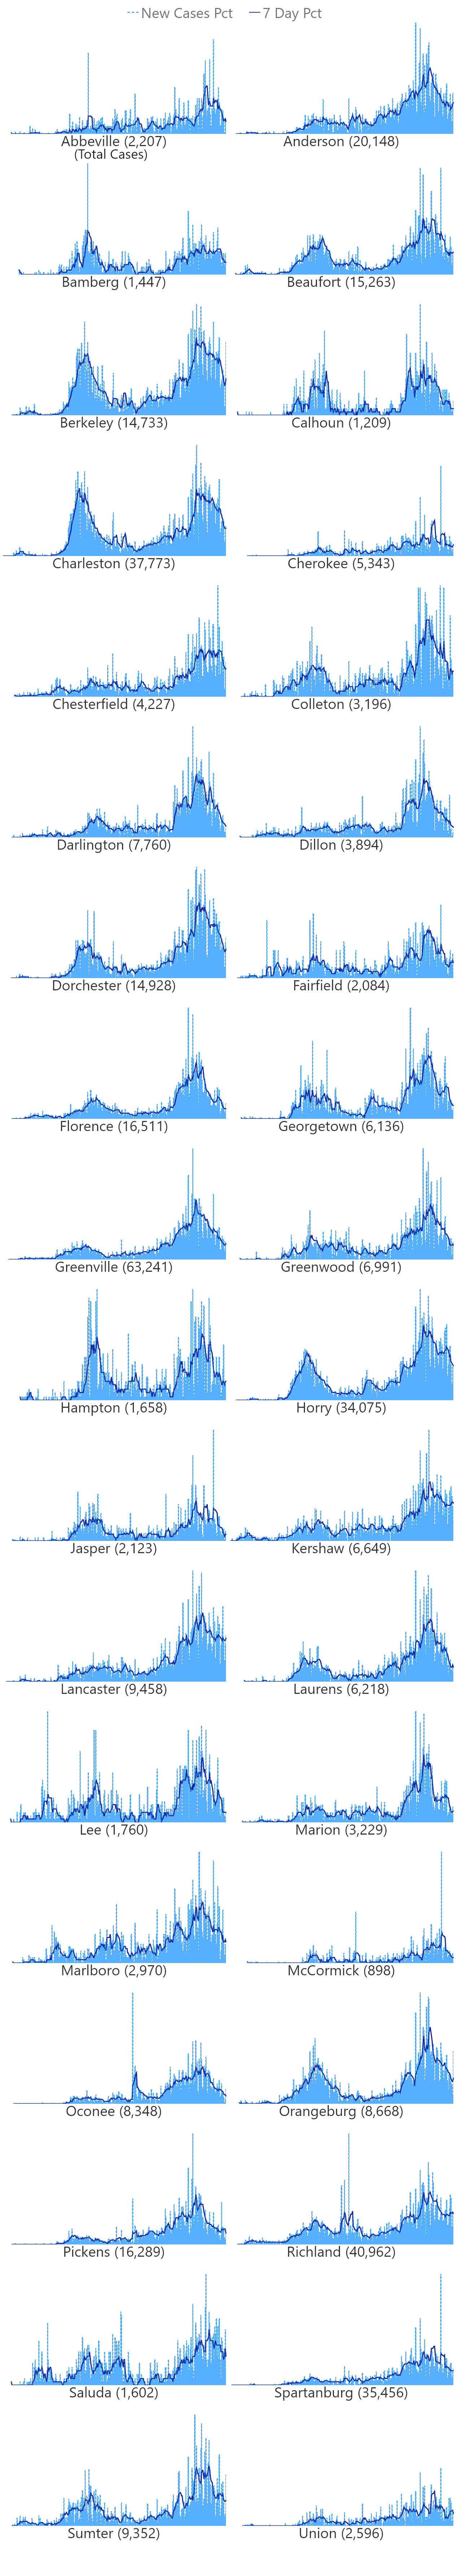 New Cases Pct 7 Day Pct
Abbeville (2,207) Anderson (20,148)
(Total Cases)
Bamberg (1,447) Beaufort (15,263)
Berkeley (14,733) Calhoun (1,209)
Charleston (37,773) Cherokee (5,343)
Chesterfield (4,227) Colleton (3,196)
Darlington (7,760) Dillon (3,894)
Dorchester (14,928) Fairfield (2,084)
Florence (16,511) Georgetown (6,136)
Greenville (63,241) Greenwood (6,991)
Hampton (1,658) Horry (34,075)
Jasper (2,123) Kershaw (6,649)
Lancaster (9,458) Laurens (6,218)
Lee (1,760) Marion (3,229)
Marlboro (2,970) McCormick (898)
Oconee (8,348) Orangeburg (8,668)
Pickens (16,289) Richland (40,962)
Saluda (1,602) Spartanburg (35,456)
Sumter (9,352) Union (2,596)